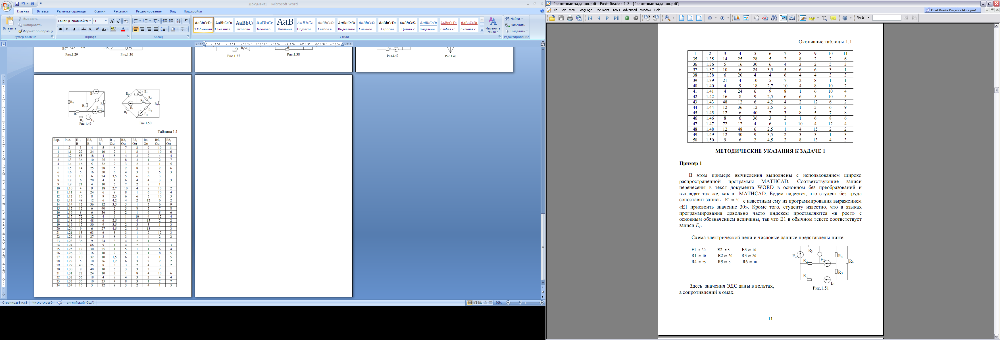 Документ1 - Microsoft Word
Главная Вставка Разметка страницы Ссылки Рассылки Рецензирование Вид Надстройки
Вставить
Вырезать
Копировать
Формат по образцу
Буфер обмена
Calibri (Основной те 11
Шрифт
Абзац
AaBbCcDc AaBbCcDc AaBbC AaBbCc AaB AaBbCc. AaBbCcDc AaBbCcDc AaBbCcDc AaBbCcDc AaBbCcDc AaBbCcDc AABBCCDC AABBCCDC
¶ Обычный ¶ Без инте... Заголово... Заголово... Название Подзагол... Слабое в... Выделение Сильное ... Строгий Цитата 2 Выделенн... Слабая сс... Сильная с...
Стили
Изменить стили
Найти
Заменить
Выделить
Редактирование
Рис.1.29 Рис.1.30
Рис.1.37 Рис.1.38
Рис.1.47 Рис.1.48
E2
R6 R5 R2
E1
R4 R1
R3 E3
Рис.1.49
R6 E1
R1
R3 R4
E3
R5 R2
E2
Рис.1.50
Таблица 1.1
Вар. Рис. E1, В E2, В E3, В R1, Ом R2, Ом R3, Ом R4, Ом R5, Ом R6, Ом
1 2 3 4 5 6 7 8 9 10 11
1 1.1 22 24 10 2 1 8 4 10 6
2 1.2 55 18 4 8 4 3 2 4 4
3 1.3 36 10 25 4 8 3 1 2 7
4 1.4 16 5 32 9 3 2 4 1 5
5 1.5 14 25 28 5 2 8 2 2 6
6 1.6 5 16 30 6 4 3 2 5 3
7 1.7 10 6 24 3,5 5 6 6 3 1
8 1.8 6 20 4 4 6 4 4 3 3
9 1.9 21 4 10 5 7 2 8 1 1
10 1.10 4 9 18 2,7 10 4 8 10 2
11 1.11 4 24 6 9 8 1 6 10 4
12 1.12 16 8 9 2,5 6 6 5 10 5
13 1.13 48 12 6 4,2 4 2 12 6 2
14 1.14 12 36 12 3,5 5 1 5 6 9
15 1.15 12 6 40 2 3 8 5 7 8
16 1.16 8 6 36 3 2 1 6 8 6
17 1.17 72 12 4 6 1 10 4 12 4
18 1.18 12 48 6 2,5 1 4 15 2 2
19 1.19 12 30 9 3,5 2 3 3 1 3
20 1.20 9 6 27 4,5 2 8 13 4 3
21 1.21 15 63 6 5 3 1 2 12 3
22 1.22 54 27 3 8 3 1 4 2 2
23 1.23 36 9 24 3 4 2 1 5 1
24 1.24 3 66 9 1 4 2 2 7 3
25 1.25 12 30 25 1 5 1 1 6 4
26 1.26 30 16 10 2 5 3 1 8 5
27 1.27 10 32 10 1,5 6 1 7 1 5
28 1.28 5 10 36 1,2 6 3 2 2 2
29 1.29 40 25 8 3 3 2 4 3 2
30 1.30 8 40 10 5 3 3 3 2 1
31 1.31 22 24 10 2 1 8 4 10 6
32 1.32 55 18 4 8 4 3 2 4 4
33 1.33 36 10 25 4 8 3 1 2 7
34 1.34 16 5 32 9 3 2 4 1 5
Страница: 8 из 8 Число слов: 0 английский (США) 70%
Расчетные задания.pdf - Foxit Reader 2.2 - [Расчетные задания.pdf]
File Edit View Language Document Tools Advanced Window Help
Foxit Reader Pro,work like a pro!
Find:
Окончание таблицы 1.1
1 2 3 4 5 6 7 8 9 10 11
35 1.35 14 25 28 5 2 8 2 2 6
36 1.36 5 16 30 6 4 3 2 5 3
37 1.37 10 6 24 3,5 5 6 6 3 1
38 1.38 6 20 4 4 6 4 4 3 3
39 1.39 21 4 10 5 7 2 8 1 1
40 1.40 4 9 18 2,7 10 4 8 10 2
41 1.41 4 24 6 9 8 1 6 10 4
42 1.42 16 8 9 2,5 6 6 5 10 5
43 1.43 48 12 6 4,2 4 2 12 6 2
44 1.44 12 36 12 3,5 5 1 5 6 9
45 1.45 12 6 40 2 3 8 5 7 8
46 1.46 8 6 36 3 2 1 6 8 6
47 1.47 72 12 4 6 1 10 4 12 4
48 1.48 12 48 6 2,5 1 4 15 2 2
49 1.49 12 30 9 3,5 2 3 3 1 3
50 1.50 9 6 2 4,5 2 8 13 4 3
МЕТОДИЧЕСКИЕ УКАЗАНИЯ К ЗАДАЧЕ 1
Пример 1
В этом примере вычисления выполнены с использованием широко
распространенной программы MATHCAD. Соответствующие записи
перенесены в текст документа WORD в основном без преобразований и
выглядят так же, как в MATHCAD. Будем надеется, что студент без труда
сопоставит запись E1 := 30 с известным ему из программирования выражением
«E1 присвоить значение 30». Кроме того, студенту известно, что в языках
программирования довольно часто индексы проставляются «в рост» с
основным обозначением величины, так что E1 в обычном тексте соответствует
записи E1.
Схема электрической цепи и числовые данные представлены ниже:
E1 := 30 E2 := 5 E3 := 10
R1 := 10 R2 := 30 R3 := 20
R4 := 25 R5 := 5 R6 := 10
R3
E3 R4
R2 E2 R6
R5
R1
E1
Рис.1.51
Здесь значения ЭДС даны в вольтах,
а сопротивлений в омах.
11